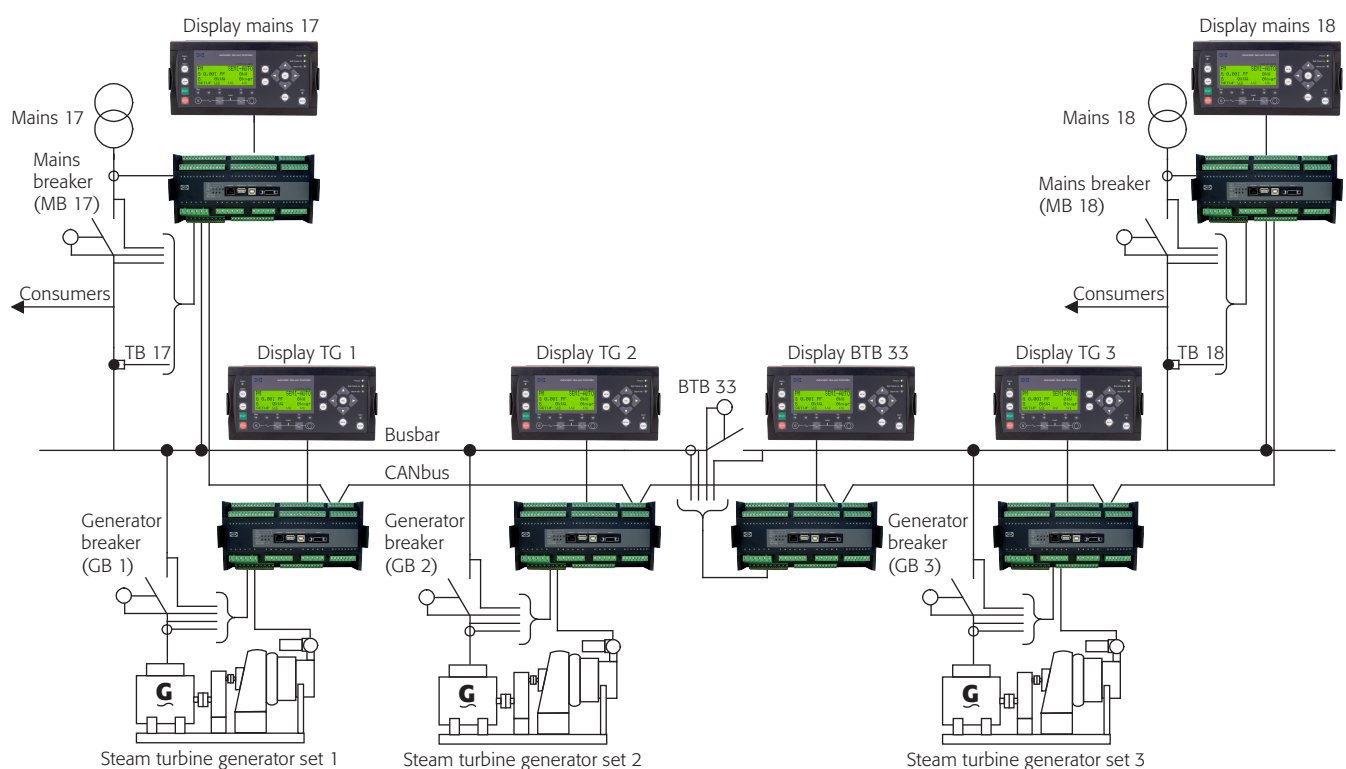 Display mains 17
Display mains 18
Mains 17
Mains 18
Mains
breaker
(MB 17)
Mains breaker
(MB 18)
Consumers
Consumers
TB 17
TB 18
Display TG 1
Display TG 2
Display BTB 33
Display TG 3
BTB 33
Busbar
CANbus
Generator
breaker
(GB 1)
Generator
breaker
(GB 2)
Generator
breaker
(GB 3)
G
G
G
Steam turbine generator set 1
Steam turbine generator set 2
Steam turbine generator set 3